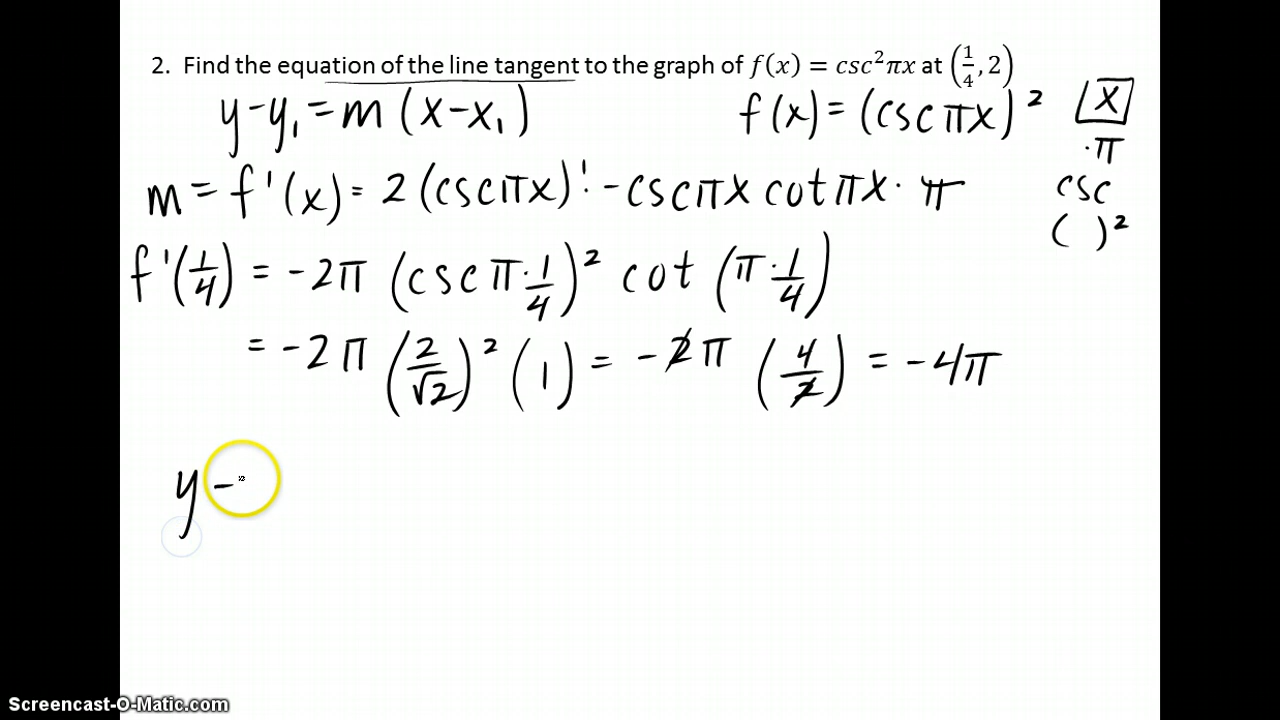 2. Find the equation of the line tangent to the graph of f(x) = csc²πx at (1/4, 2)
y - y₁ = m (x - x₁)
f(x) = (csc πx)²
x
·π
csc
( )²
m = f'(x) = 2 (csc πx)¹ · - csc πx cot πx · π
f'(1/4) = -2π (csc π · 1/4)² cot (π · 1/4)
= -2π (2/√2)² (1) = -2π (4/2) = -4π
y -
Screencast-O-Matic.com